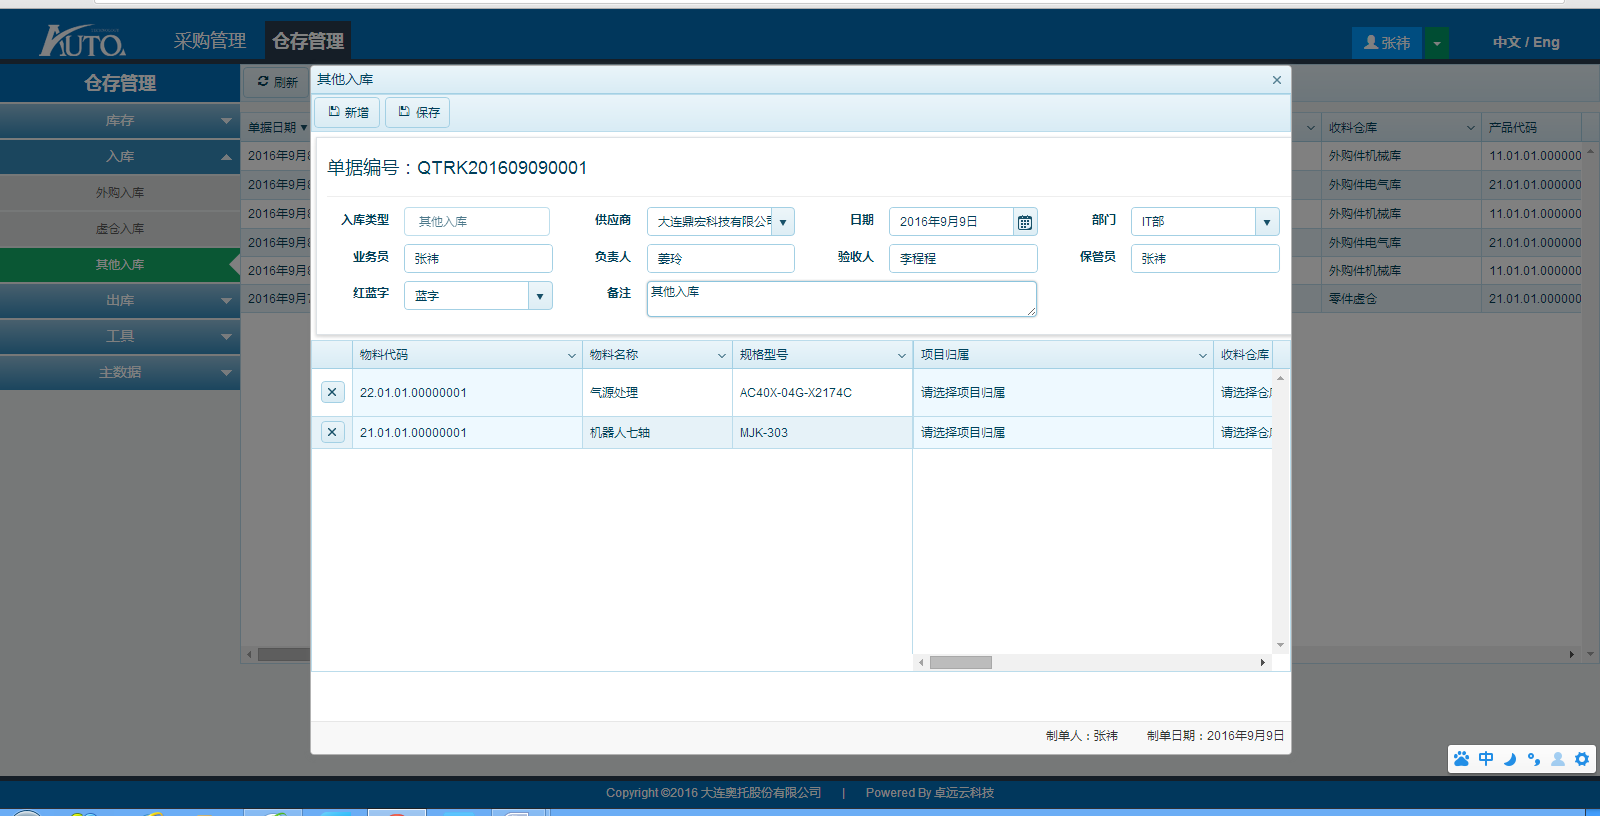 AUTO.
采购管理
仓存管理
张祎
中文 / Eng
仓存管理
库存
入库
外购入库
虚仓入库
其他入库
出库
工具
主数据
刷新
单据日期
2016年9月8
2016年9月8
2016年9月8
2016年9月8
2016年9月8
2016年9月7
其他入库
新增
保存
单据编号：QTRK201609090001
入库类型 其他入库
供应商 大连鼎宏科技有限公司
日期 2016年9月9日
部门 IT部
业务员 张祎
负责人 姜玲
验收人 李程程
保管员 张祎
红蓝字 蓝字
备注 其他入库
物料代码 物料名称 规格型号 项目归属 收料仓库
22.01.01.00000001 气源处理 AC40X-04G-X2174C 请选择项目归属 请选择仓库
21.01.01.00000001 机器人七轴 MJK-303 请选择项目归属 请选择仓库
制单人：张祎 制单日期：2016年9月9日
收料仓库 产品代码
外购件机械库 11.01.01.000000
外购件电气库 21.01.01.000000
外购件机械库 11.01.01.000000
外购件电气库 21.01.01.000000
外购件机械库 11.01.01.000000
零件虚仓 21.01.01.000000
中
Copyright ©2016 大连奥托股份有限公司 | Powered By 卓远云科技